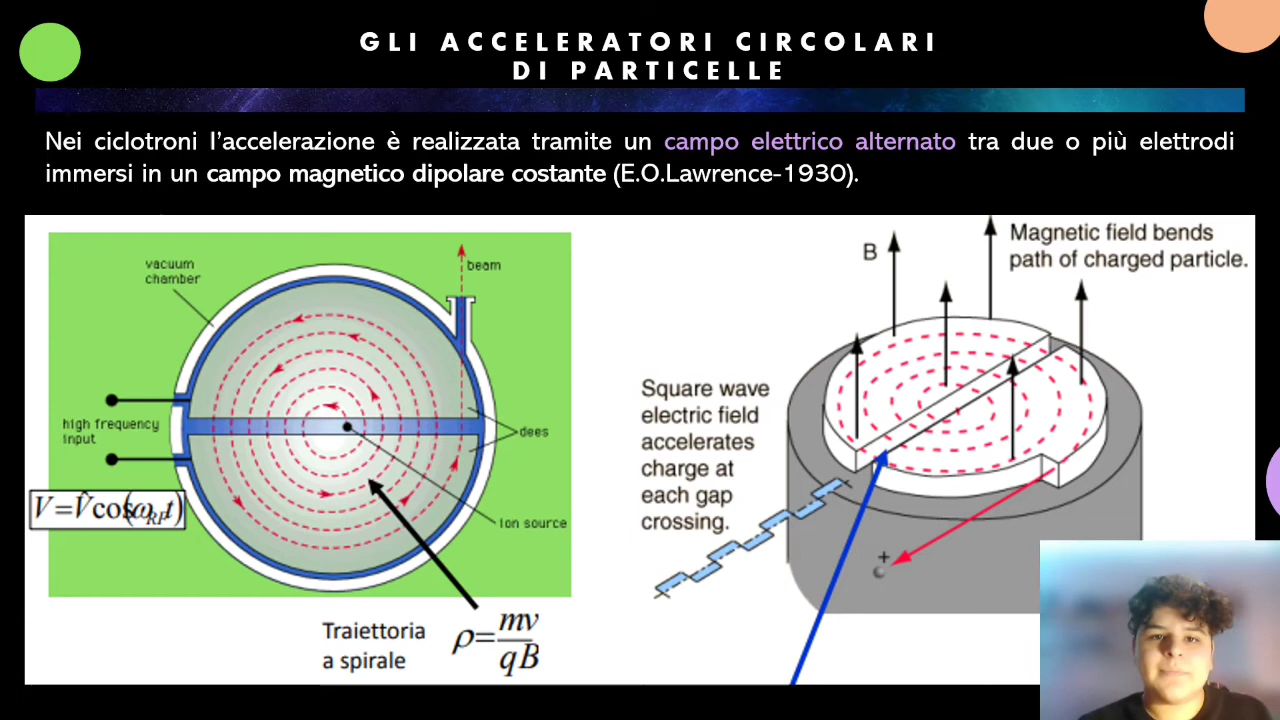 GLI ACCELERATORI CIRCOLARI
DI PARTICELLE
Nei ciclotroni l’accelerazione è realizzata tramite un campo elettrico alternato tra due o più elettrodi
immersi in un campo magnetico dipolare costante (E.O.Lawrence-1930).
vacuum
chamber
beam
high frequency
input
dees
Ion source
V=V̂cos(ω_RF t)
Traiettoria
a spirale
ρ=mv/qB
B
Magnetic field bends
path of charged particle.
Square wave
electric field
accelerates
charge at
each gap
crossing.
+